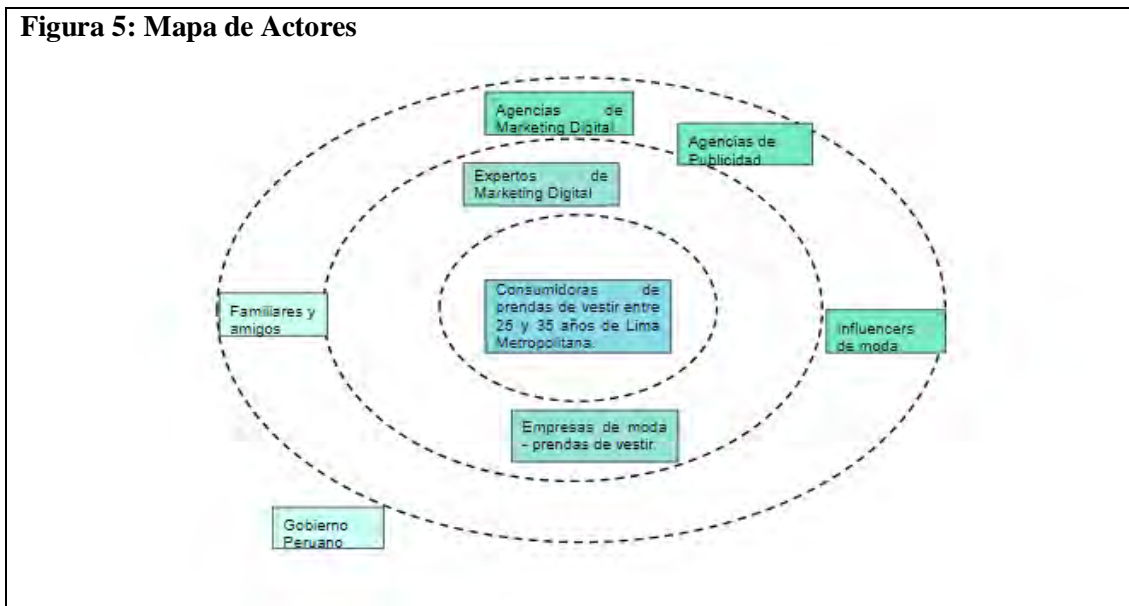 Figura 5: Mapa de Actores
Agencias de
Marketing Digital
Agencias de
Publicidad
Expertos de
Marketing Digital
Consumidoras de
prendas de vestir entre
25 y 35 años de Lima
Metropolitana.
Familiares y
amigos
Influencers
de moda
Empresas de moda
- prendas de vestir.
Gobierno
Peruano